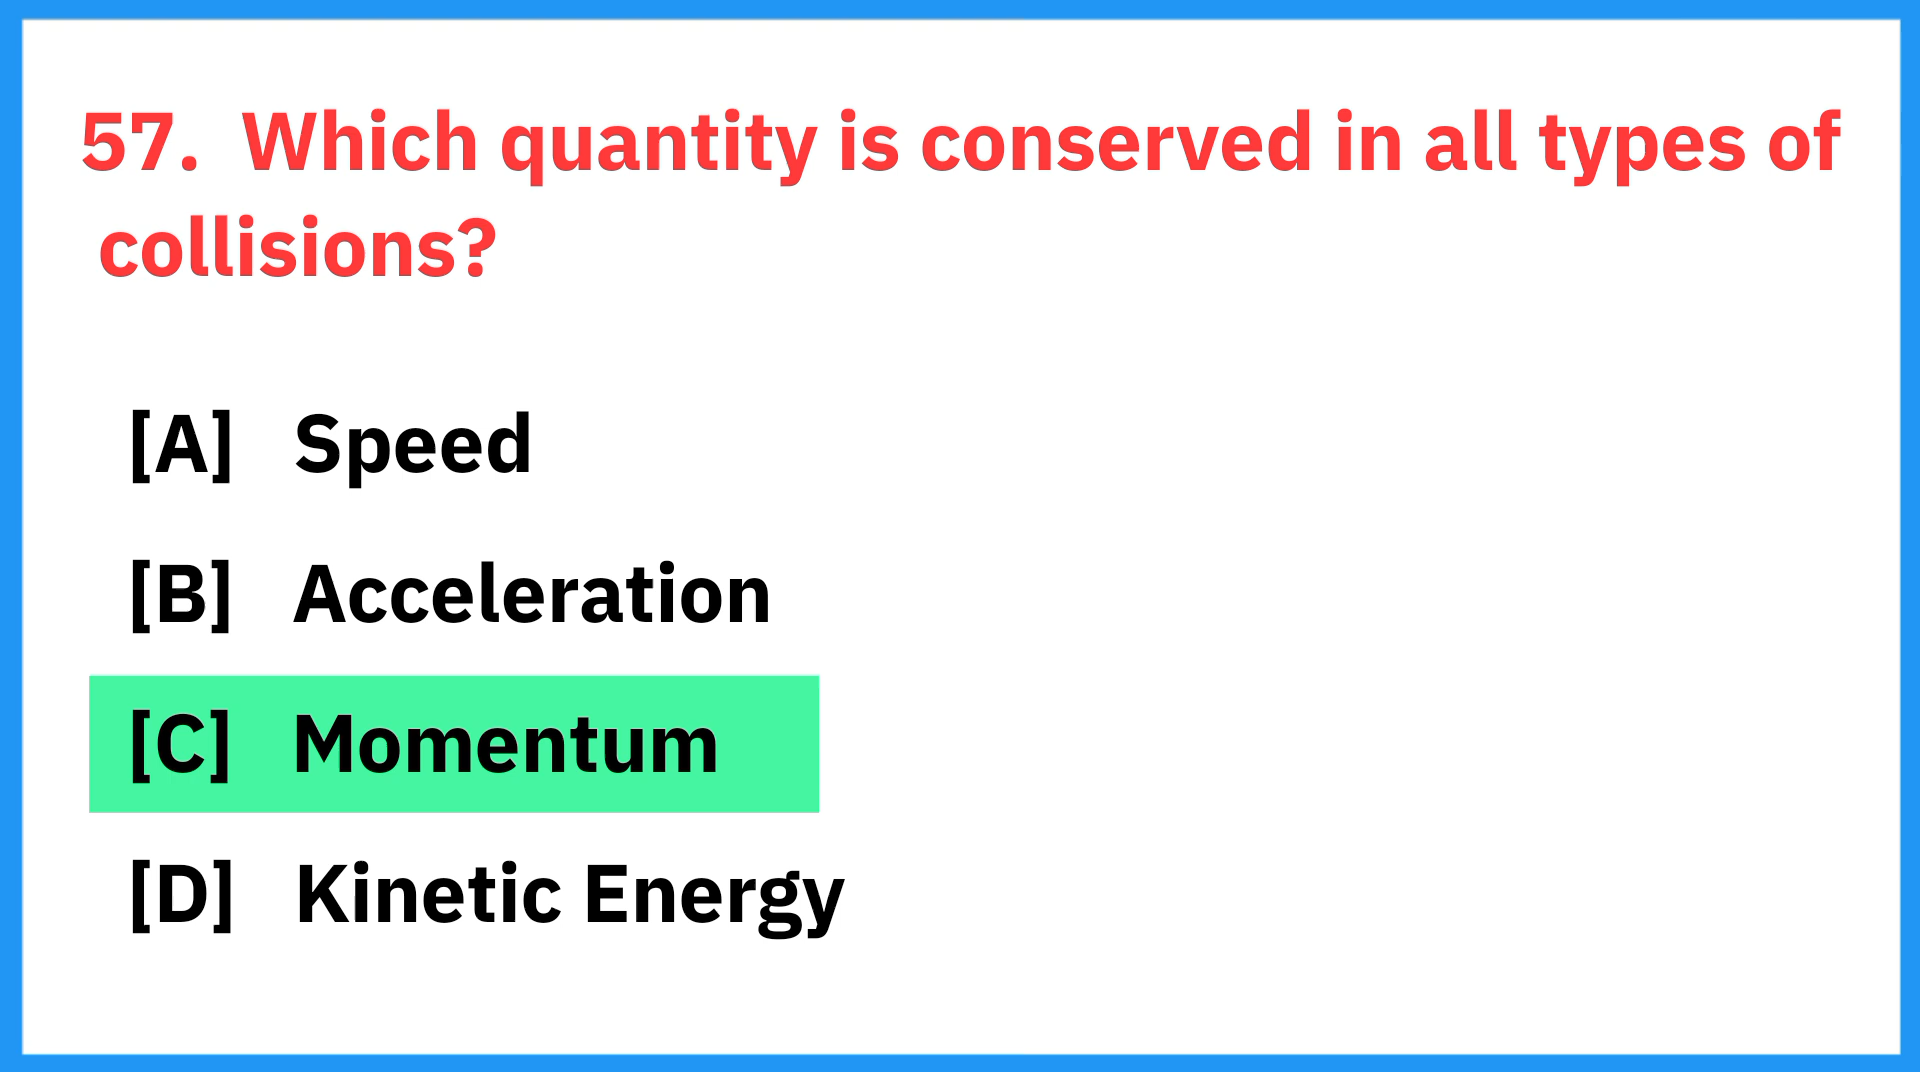 57. Which quantity is conserved in all types of
collisions?
[A] Speed
[B] Acceleration
[C] Momentum
[D] Kinetic Energy